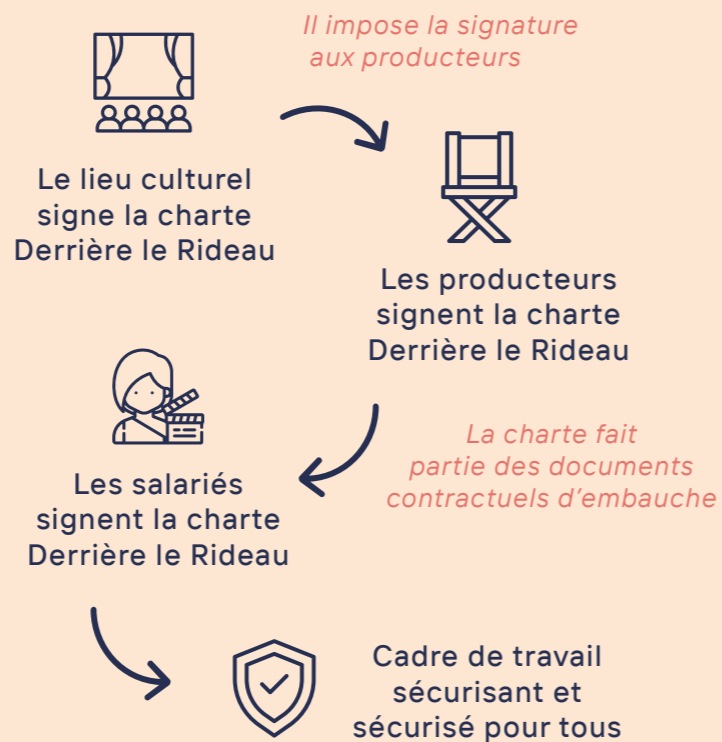 Il impose la signature
aux producteurs
Le lieu culturel
signe la charte
Derrière le Rideau
Les producteurs
signent la charte
Derrière le Rideau
La charte fait
partie des documents
contractuels d'embauche
Les salariés
signent la charte
Derrière le Rideau
Cadre de travail
sécurisant et
sécurisé pour tous